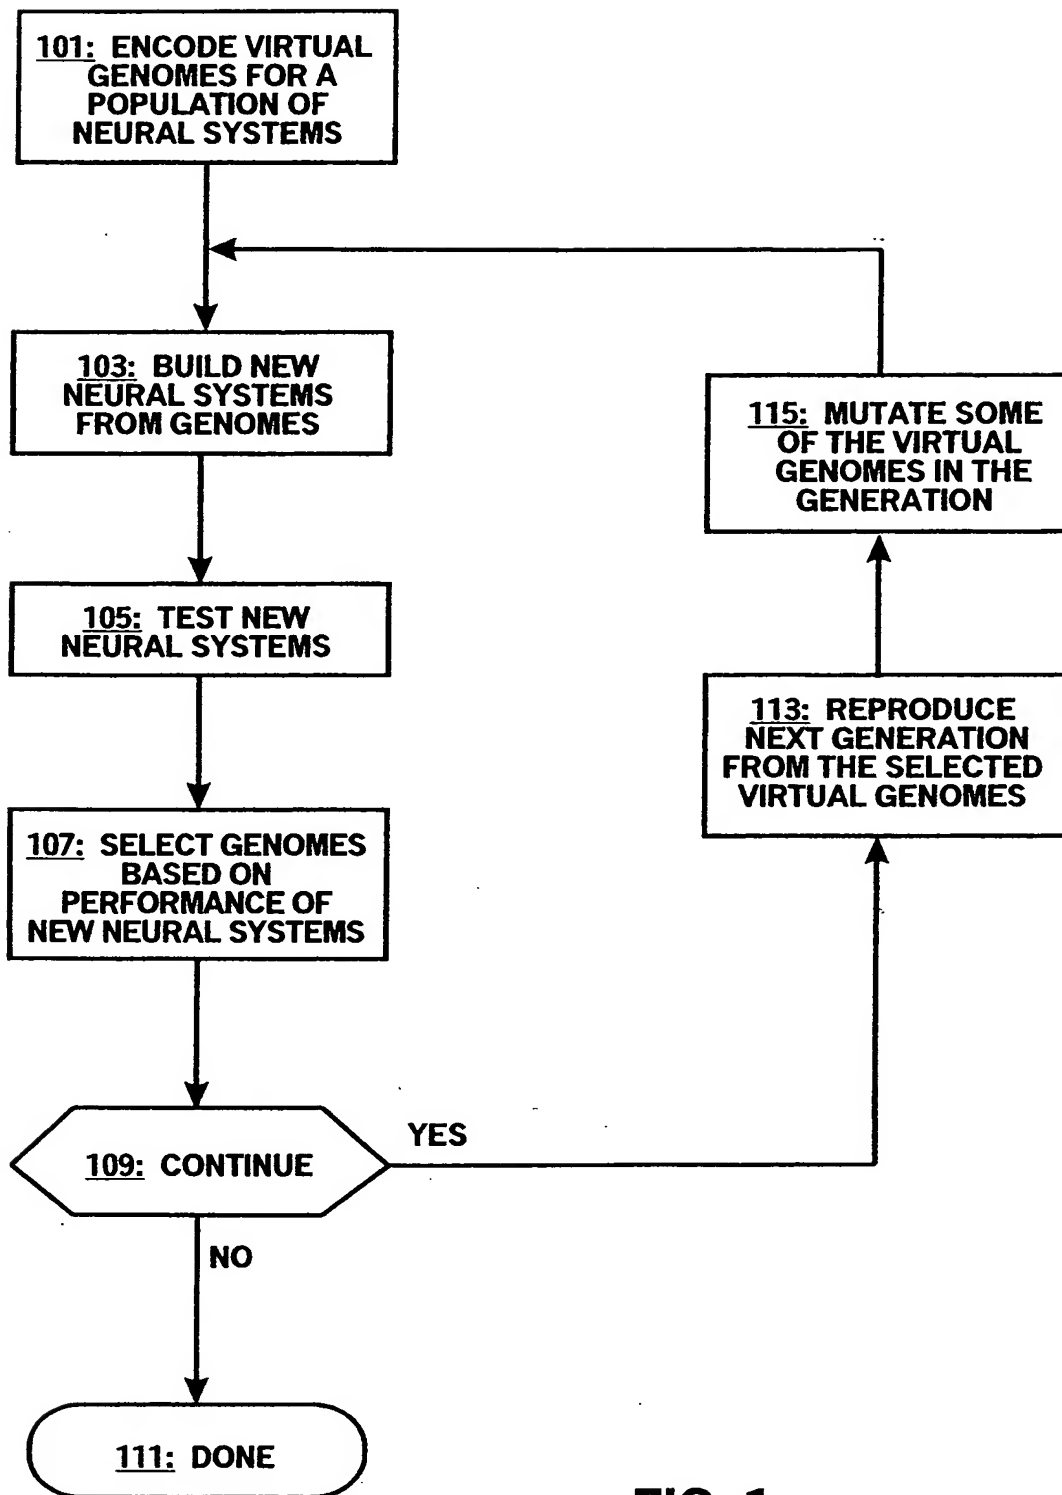 101: ENCODE VIRTUAL
GENOMES FOR A
POPULATION OF
NEURAL SYSTEMS
103: BUILD NEW
NEURAL SYSTEMS
FROM GENOMES
105: TEST NEW
NEURAL SYSTEMS
107: SELECT GENOMES
BASED ON
PERFORMANCE OF
NEW NEURAL SYSTEMS
109: CONTINUE
YES
NO
111: DONE
113: REPRODUCE
NEXT GENERATION
FROM THE SELECTED
VIRTUAL GENOMES
115: MUTATE SOME
OF THE VIRTUAL
GENOMES IN THE
GENERATION
FIG. 1